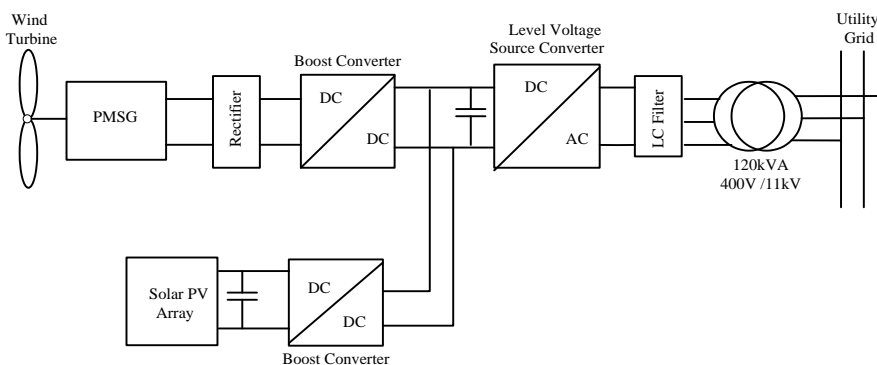 Wind
Turbine
PMSG
Rectifier
Boost Converter
DC
DC
Level Voltage
Source Converter
DC
AC
LC Filter
120kVA
400V /11kV
Utility
Grid
Solar PV
Array
DC
DC
Boost Converter